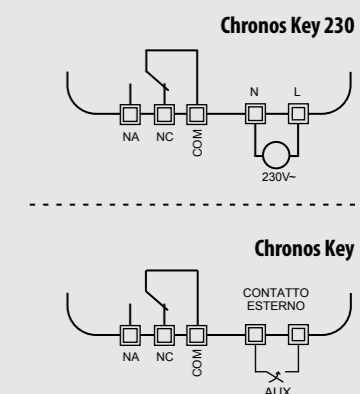 Chronos Key 230
N L
NA NC COM
230V~
Chronos Key
CONTATTO
ESTERNO
NA NC COM
AUX